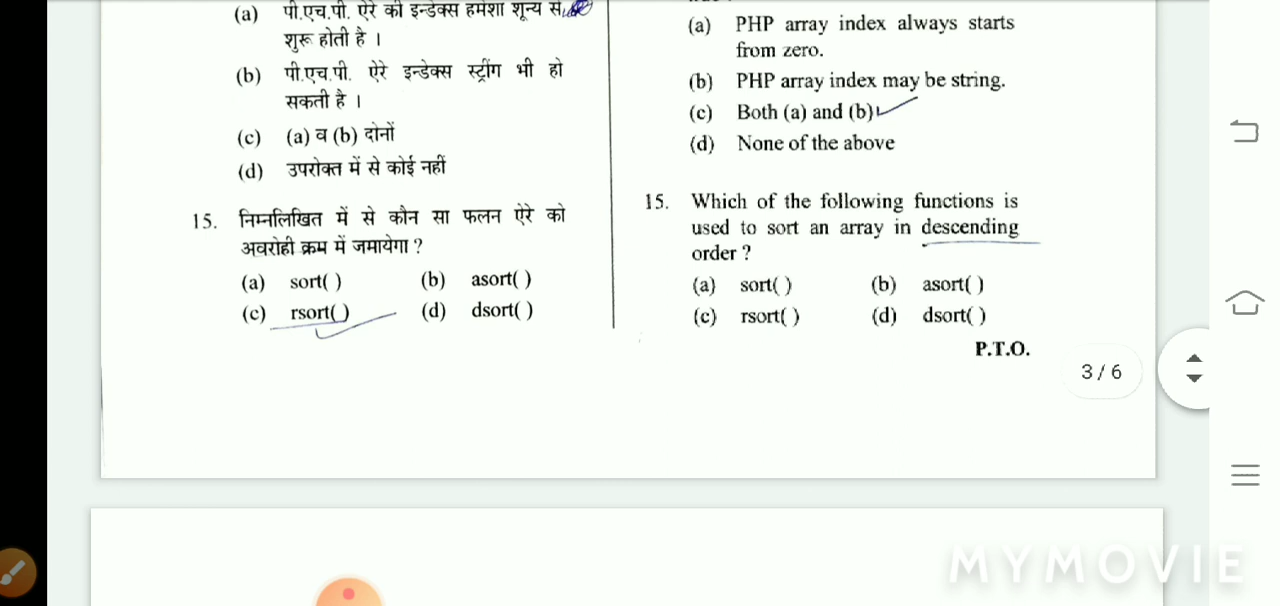 (a) पी.एच.पी. ऐरे की इन्डेक्स हमेशा शून्य से
शुरू होती है ।
(b) पी.एच.पी. ऐरे इन्डेक्स स्ट्रींग भी हो
सकती है ।
(c) (a) व (b) दोनों
(d) उपरोक्त में से कोई नहीं
15. निम्नलिखित में से कौन सा फलन ऐरे को
अवरोही क्रम में जमायेगा ?
(a) sort( ) (b) asort( )
(c) rsort( ) (d) dsort( )
(a) PHP array index always starts
from zero.
(b) PHP array index may be string.
(c) Both (a) and (b)
(d) None of the above
15. Which of the following functions is
used to sort an array in descending
order ?
(a) sort( ) (b) asort( )
(c) rsort( ) (d) dsort( )
P.T.O.
3 / 6
MYMOVIE